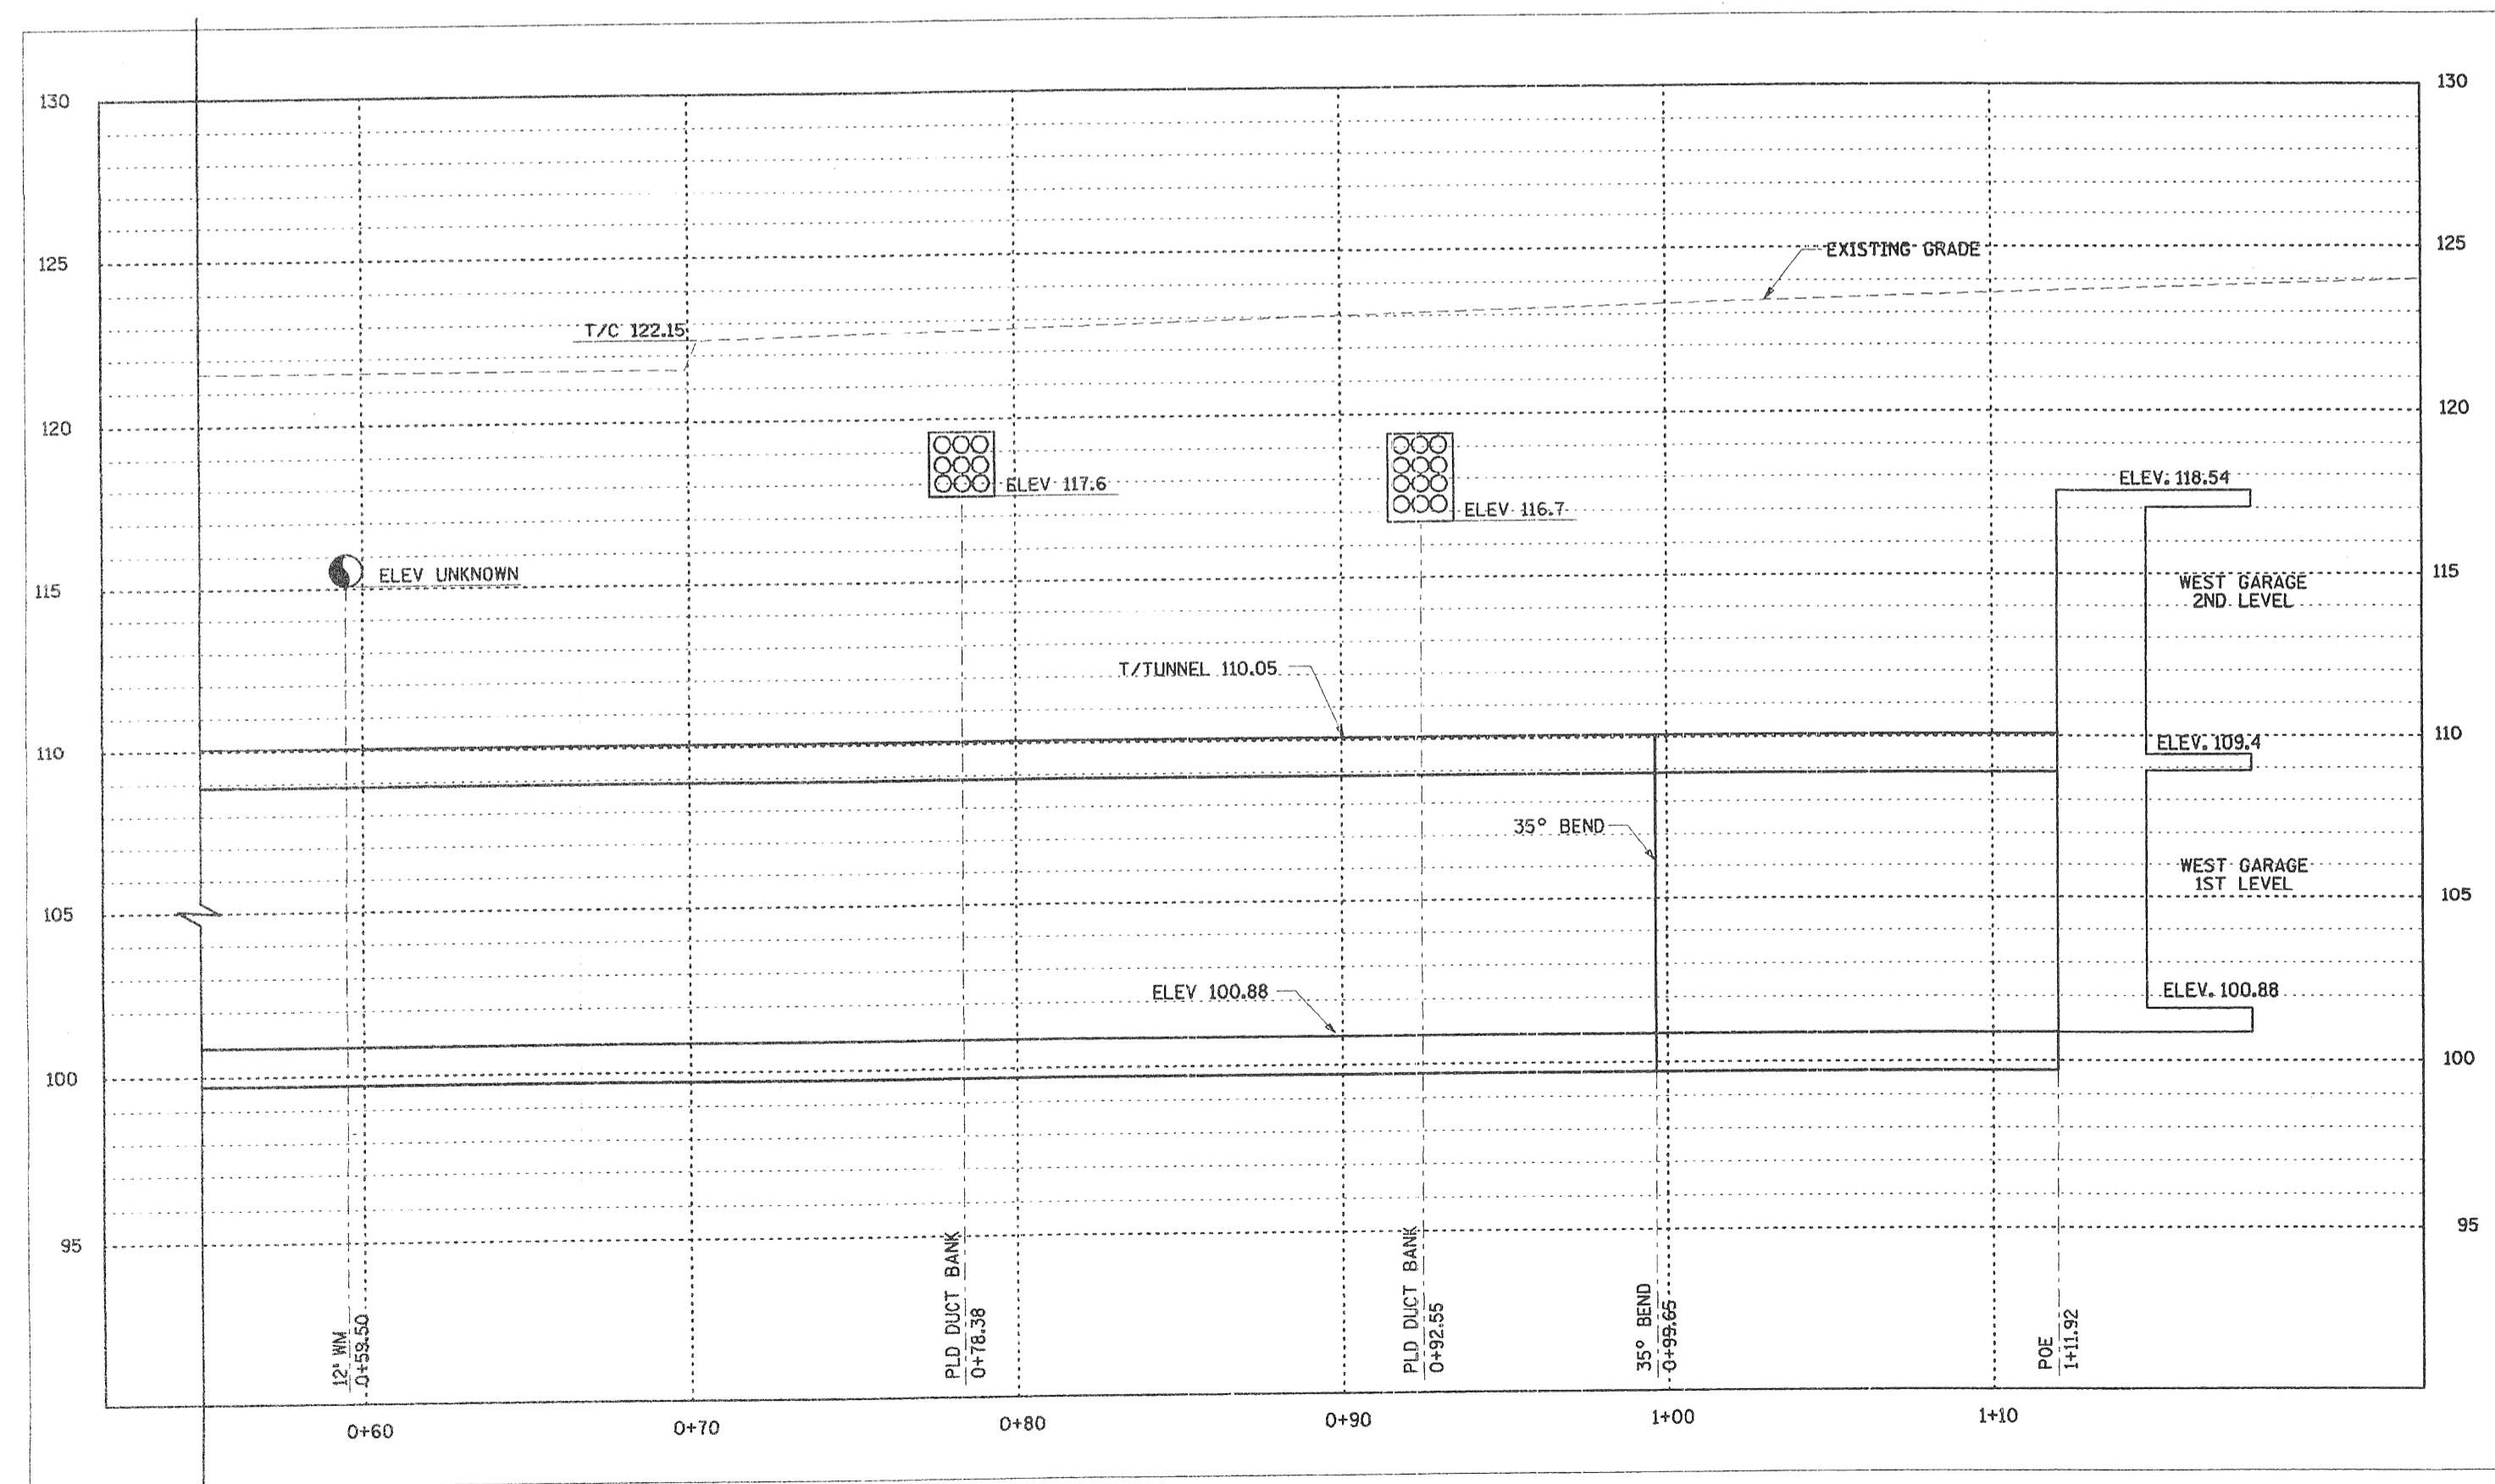 130
130
125
125
EXISTING GRADE
T/C 122.15
120
120
ELEV 117.6
ELEV 116.7
ELEV. 118.54
ELEV UNKNOWN
115
115
WEST GARAGE
2ND LEVEL
T/TUNNEL 110.05
110
110
ELEV. 109.4
35° BEND
WEST GARAGE
1ST LEVEL
105
105
ELEV 100.88
ELEV. 100.88
100
100
95
95
12" WM
0+59.50
PLD DUCT BANK
0+78.38
PLD DUCT BANK
0+92.55
35° BEND
0+99.65
POE
1+11.92
0+60
0+70
0+80
0+90
1+00
1+10